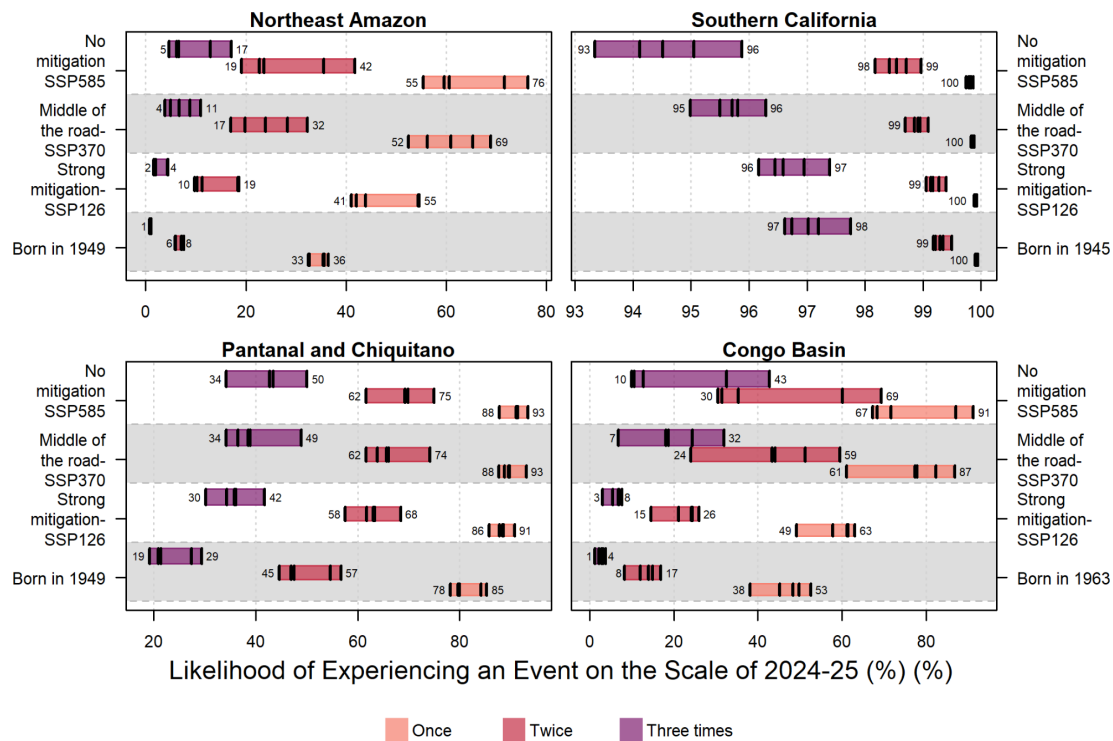 Northeast Amazon
Southern California
No
mitigation
SSP585
Middle of
the road-
SSP370
Strong
mitigation-
SSP126
Born in 1949
5 17
19 42
55 76
4 11
17 32
52 69
2 4
10 19
41 55
1
6 8
33 36
0 20 40 60 80
93 96
98 99
100
95 96
99
100
96 97
99
100
97 98
99
100
93 94 95 96 97 98 99 100
No
mitigation
SSP585
Middle of
the road-
SSP370
Strong
mitigation-
SSP126
Born in 1945
Pantanal and Chiquitano
Congo Basin
No
mitigation
SSP585
Middle of
the road-
SSP370
Strong
mitigation-
SSP126
Born in 1949
34 50
62 75
88 93
34 49
62 74
88 93
30 42
58 68
86 91
19 29
45 57
78 85
20 40 60 80
10 43
30 69
67 91
7 32
24 59
61 87
3 8
15 26
49 63
1 4
8 17
38 53
0 20 40 60 80
No
mitigation
SSP585
Middle of
the road-
SSP370
Strong
mitigation-
SSP126
Born in 1963
Likelihood of Experiencing an Event on the Scale of 2024-25 (%) (%)
Once Twice Three times